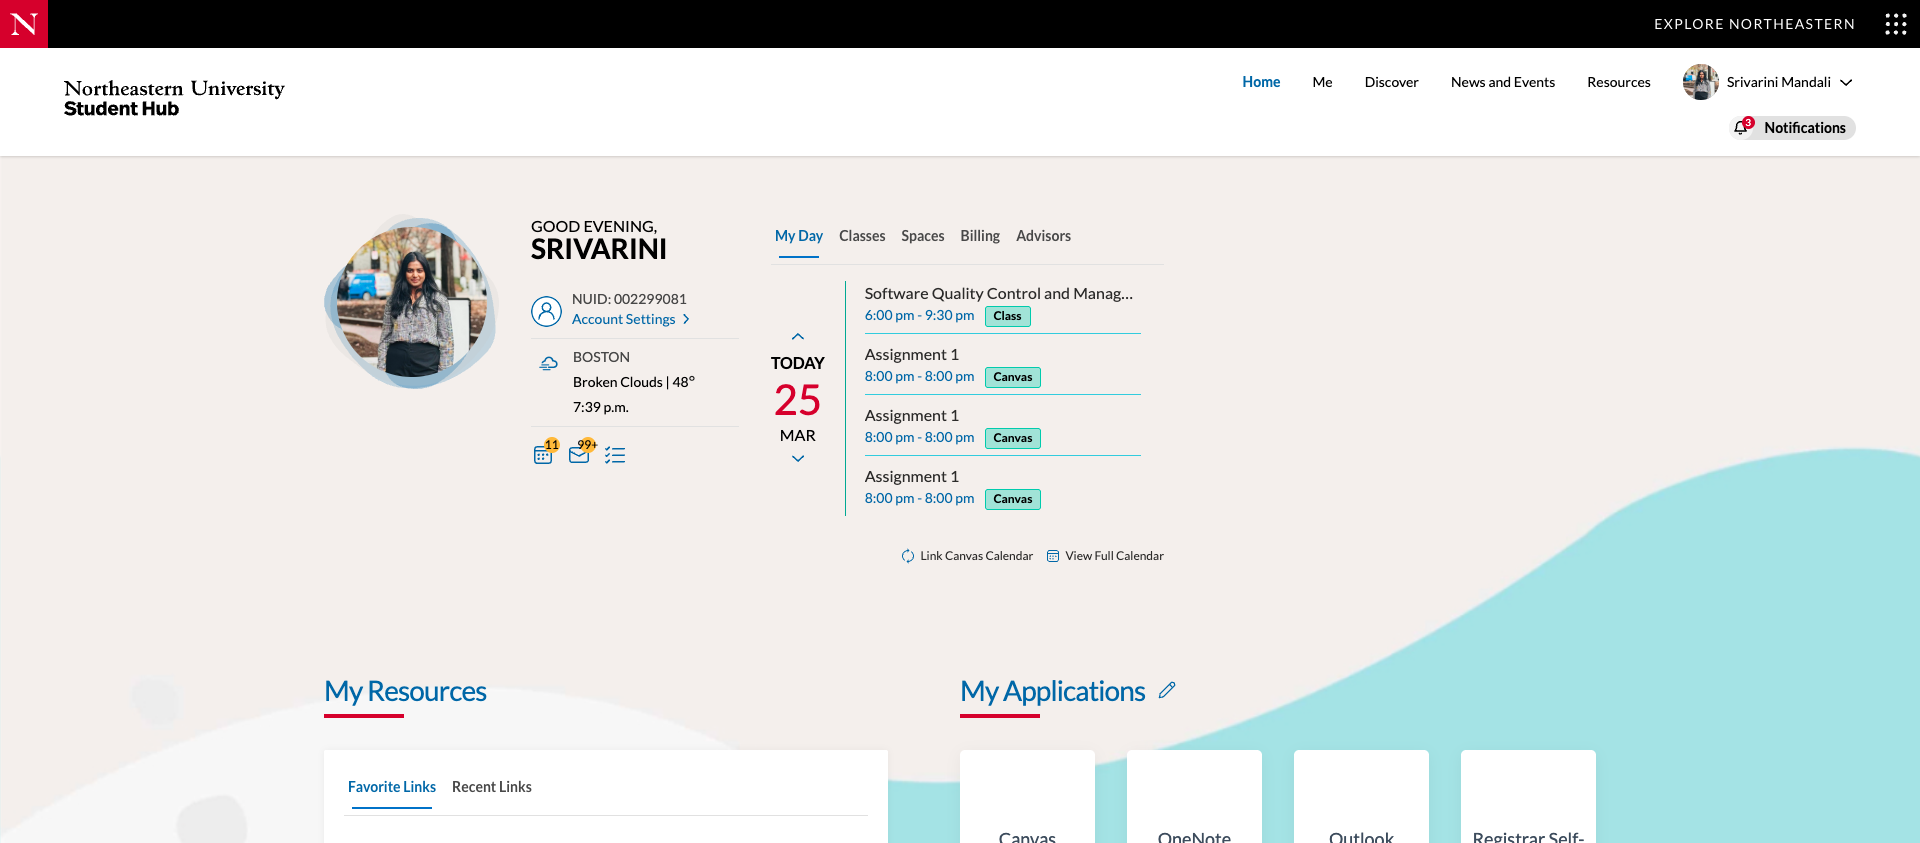 N
EXPLORE NORTHEASTERN
Northeastern University
Student Hub
Home Me Discover News and Events Resources Srivarini Mandali
3 Notifications
GOOD EVENING,
SRIVARINI
NUID: 002299081
Account Settings
BOSTON
Broken Clouds | 48°
7:39 p.m.
11 99+
My Day Classes Spaces Billing Advisors
TODAY
25
MAR
Software Quality Control and Manag...
6:00 pm - 9:30 pm Class
Assignment 1
8:00 pm - 8:00 pm Canvas
Assignment 1
8:00 pm - 8:00 pm Canvas
Assignment 1
8:00 pm - 8:00 pm Canvas
Link Canvas Calendar View Full Calendar
My Resources
Favorite Links Recent Links
My Applications
Canvas OneNote Outlook Registrar Self-